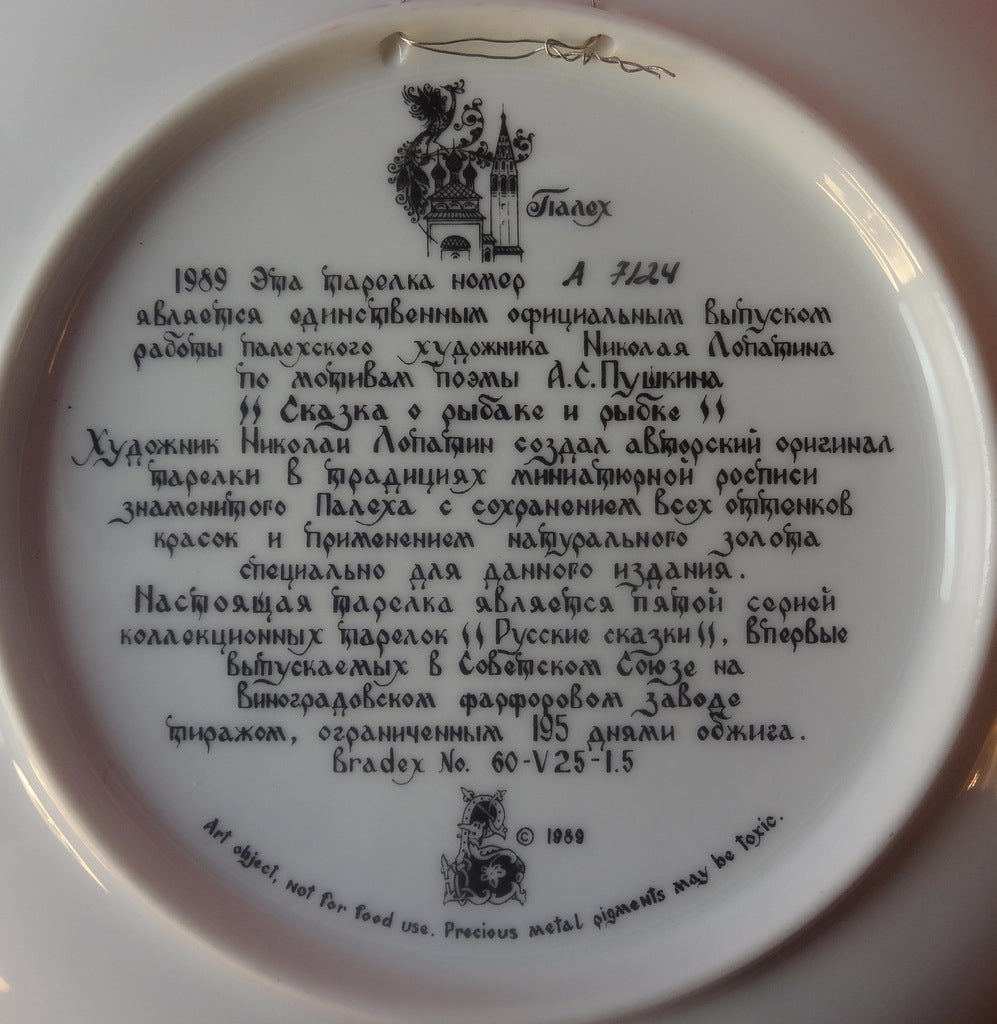 Палех
1989 Эта тарелка номер А 7124
является единственным официальным выпуском
работы палехского художника Николая Лопатина
по мотивам поэмы А.С.Пушкина
" Сказка о рыбаке и рыбке "
Художник Николай Лопатин создал авторский оригинал
тарелки в традициях миниатюрной росписи
знаменитого Палеха с сохранением всех оттенков
красок и применением натурального золота
специально для данного издания.
Настоящая тарелка является пятой серией
коллекционных тарелок "Русские сказки", впервые
выпускаемых в Советском Союзе на
Виноградовском фарфоровом заводе
тиражом, ограниченным 195 днями обжига.
Bradex No. 60-V25-1.5
© 1989
Art object, not for food use. Precious metal pigments may be toxic.